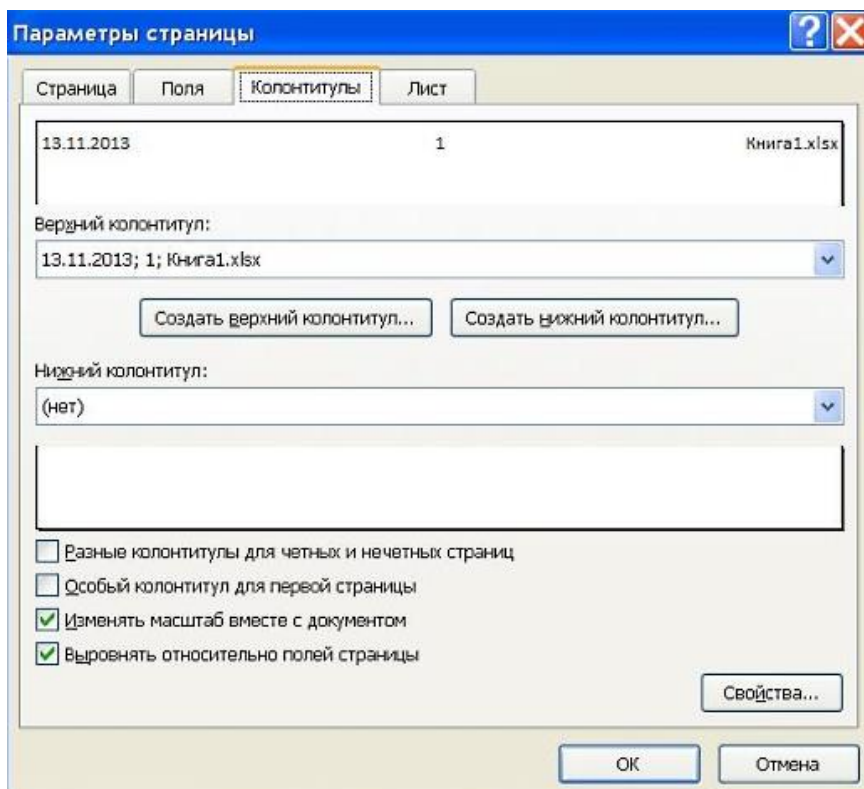 Параметры страницы
Страница Поля Колонтитулы Лист
13.11.2013 1 Книга1.xlsx
Верхний колонтитул:
13.11.2013; 1; Книга1.xlsx
Создать верхний колонтитул... Создать нижний колонтитул...
Нижний колонтитул:
(нет)
Разные колонтитулы для четных и нечетных страниц
Особый колонтитул для первой страницы
Изменять масштаб вместе с документом
Выровнять относительно полей страницы
Свойства...
ОК Отмена